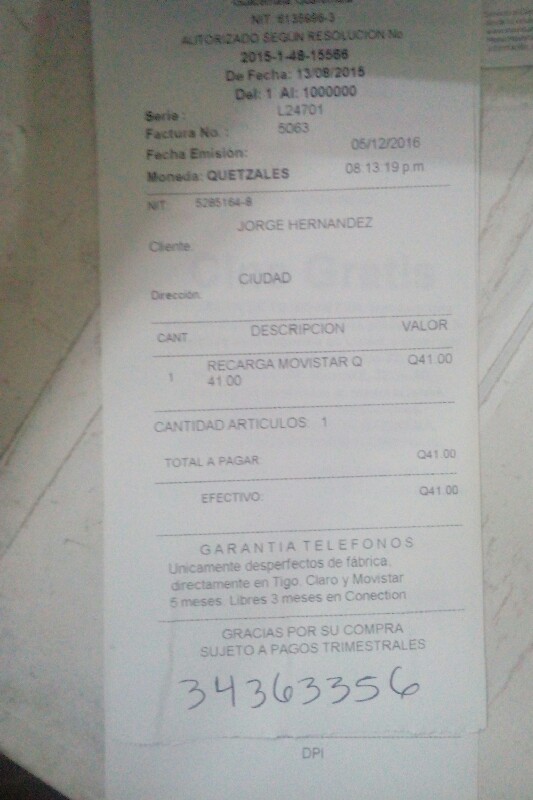 NIT: 6135696-3
AUTORIZADO SEGUN RESOLUCION No
2015-1-48-15566
De Fecha: 13/08/2015
Del: 1 Al: 1000000
Serie : L24701
Factura No. : 5063
Fecha Emisión: 05/12/2016
Moneda: QUETZALES 08:13:19 p.m
NIT: 5285164-8
JORGE HERNANDEZ
Cliente:
CIUDAD
Dirección:
CANT. DESCRIPCION VALOR
1 RECARGA MOVISTAR Q Q41.00
41.00
CANTIDAD ARTICULOS: 1
TOTAL A PAGAR: Q41.00
EFECTIVO: Q41.00
GARANTIA TELEFONOS
Unicamente desperfectos de fábrica,
directamente en Tigo, Claro y Movistar
6 meses. Libres 3 meses en Conection
GRACIAS POR SU COMPRA
SUJETO A PAGOS TRIMESTRALES
34363356
DPI